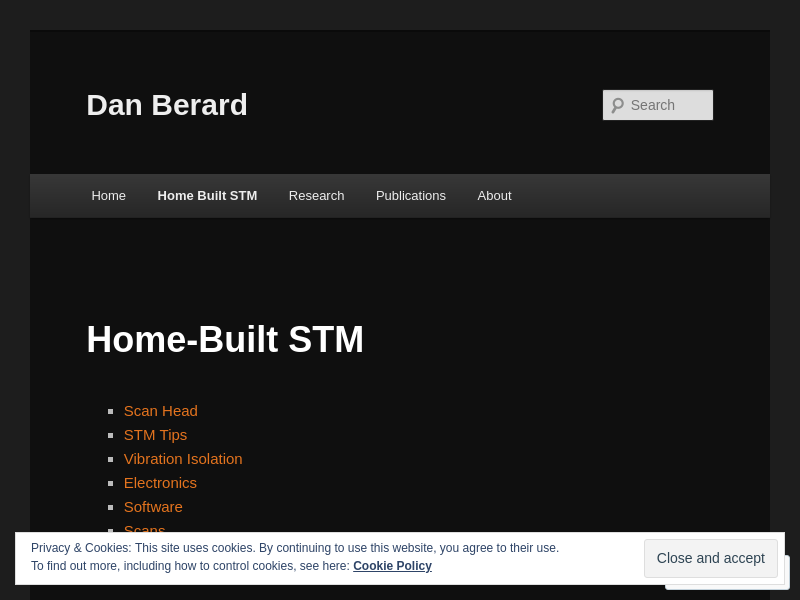 Dan Berard
Search
Home
Home Built STM
Research
Publications
About
Home-Built STM
Scan Head
STM Tips
Vibration Isolation
Electronics
Software
Scans
Privacy & Cookies: This site uses cookies. By continuing to use this website, you agree to their use.
To find out more, including how to control cookies, see here: Cookie Policy
Close and accept